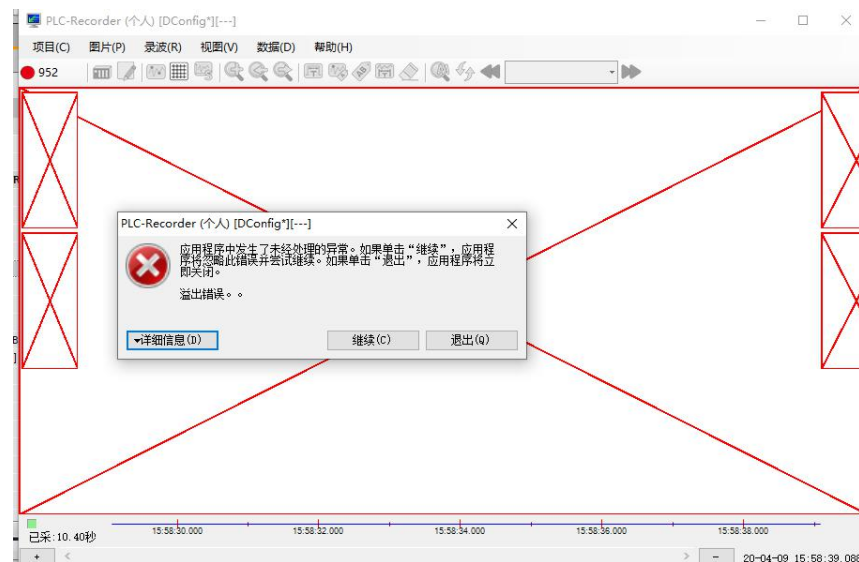 PLC-Recorder (个人) [DConfig*][---]
项目(C) 图片(P) 录波(R) 视图(V) 数据(D) 帮助(H)
952
PLC-Recorder (个人) [DConfig*][---]
应用程序中发生了未经处理的异常。如果单击“继续”，应用程
序将忽略此错误并尝试继续。如果单击“退出”，应用程序将立
即关闭。
溢出错误。。
详细信息(D) 继续(C) 退出(Q)
已采:10.40秒 15:58:30.000 15:58:32.000 15:58:34.000 15:58:36.000 15:58:38.000
20-04-09 15:58:39.088